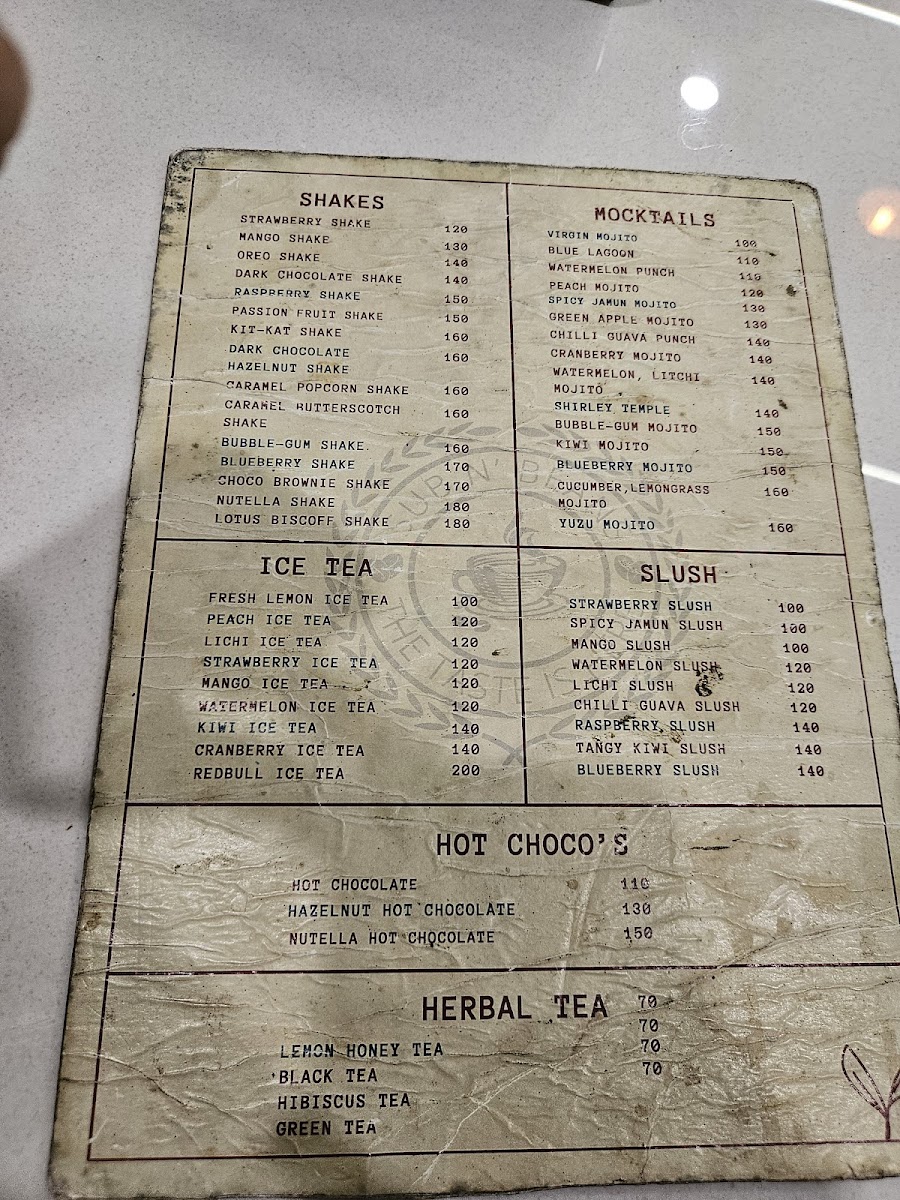 SHAKES
STRAWBERRY SHAKE 120
MANGO SHAKE 130
OREO SHAKE 140
DARK CHOCOLATE SHAKE 140
RASPBERRY SHAKE 150
PASSION FRUIT SHAKE 150
KIT-KAT SHAKE 160
DARK CHOCOLATE 160
HAZELNUT SHAKE
CARAMEL POPCORN SHAKE 160
CARAMEL BUTTERSCOTCH 160
SHAKE
BUBBLE-GUM SHAKE 160
BLUEBERRY SHAKE 170
CHOCO BROWNIE SHAKE 170
NUTELLA SHAKE 180
LOTUS BISCOFF SHAKE 180
MOCKTAILS
VIRGIN MOJITO 100
BLUE LAGOON 110
WATERMELON PUNCH 110
PEACH MOJITO 120
SPICY JAMUN MOJITO 130
GREEN APPLE MOJITO 130
CHILLI GUAVA PUNCH 140
CRANBERRY MOJITO 140
WATERMELON, LITCHI 140
MOJITO
SHIRLEY TEMPLE 140
BUBBLE-GUM MOJITO 150
KIWI MOJITO 150
BLUEBERRY MOJITO 150
CUCUMBER,LEMONGRASS 160
MOJITO
YUZU MOJITO 160
ICE TEA
FRESH LEMON ICE TEA 100
PEACH ICE TEA 120
LICHI ICE TEA 120
STRAWBERRY ICE TEA 120
MANGO ICE TEA 120
WATERMELON ICE TEA 120
KIWI ICE TEA 140
CRANBERRY ICE TEA 140
REDBULL ICE TEA 200
SLUSH
STRAWBERRY SLUSH 100
SPICY JAMUN SLUSH 100
MANGO SLUSH 100
WATERMELON SLUSH 120
LICHI SLUSH 120
CHILLI GUAVA SLUSH 120
RASPBERRY SLUSH 140
TANGY KIWI SLUSH 140
BLUEBERRY SLUSH 140
HOT CHOCO'S
HOT CHOCOLATE 110
HAZELNUT HOT CHOCOLATE 130
NUTELLA HOT CHOCOLATE 150
HERBAL TEA 70
70
LEMON HONEY TEA 70
BLACK TEA 70
HIBISCUS TEA
GREEN TEA